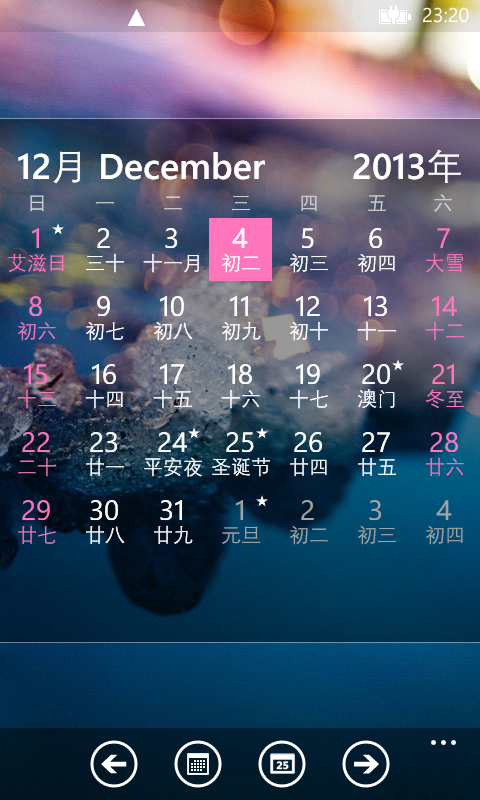 23:20
12月 December 2013年
日 一 二 三 四 五 六
1 2 3 4 5 6 7
艾滋日 三十 十一月 初二 初三 初四 大雪
8 9 10 11 12 13 14
初六 初七 初八 初九 初十 十一 十二
15 16 17 18 19 20 21
十三 十四 十五 十六 十七 澳门 冬至
22 23 24 25 26 27 28
二十 廿一 平安夜 圣诞节 廿四 廿五 廿六
29 30 31 1 2 3 4
廿七 廿八 廿九 元旦 初二 初三 初四
25